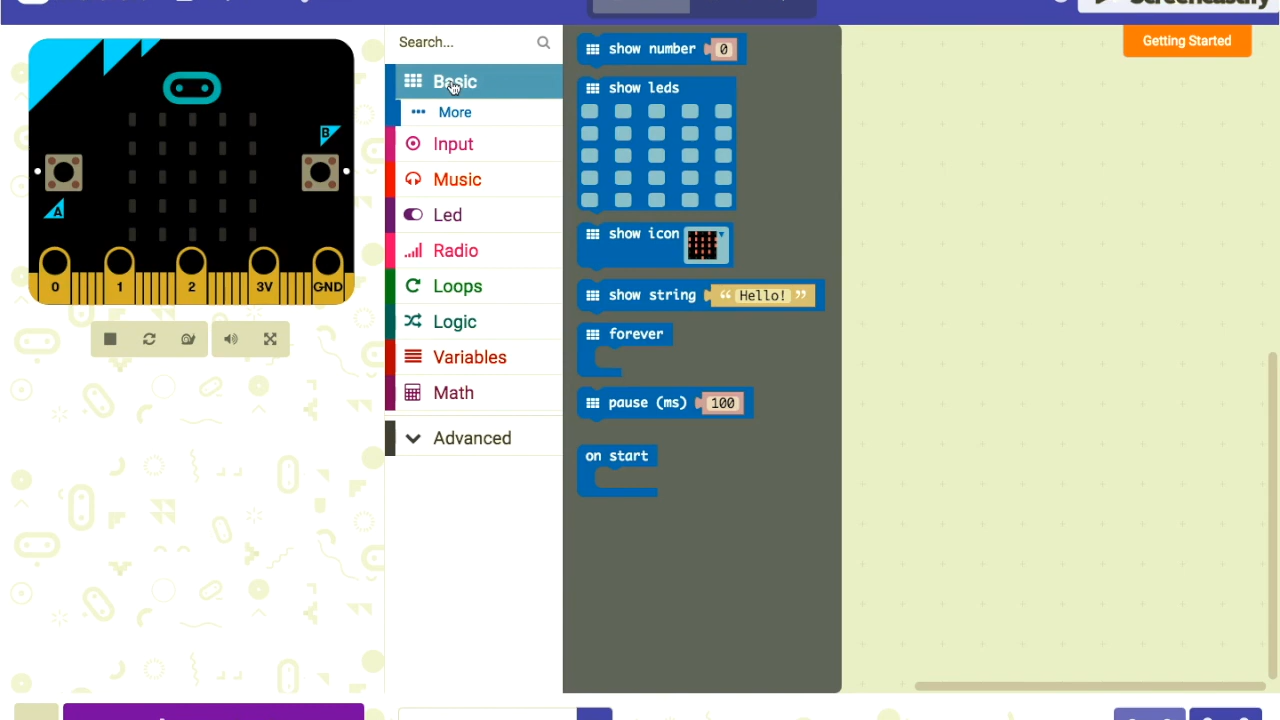 Search...
Basic
More
Input
Music
Led
Radio
Loops
Logic
Variables
Math
Advanced
show number 0
show leds
show icon
show string “ Hello! ”
forever
pause (ms) 100
on start
Getting Started
B
A
0 1 2 3V GND